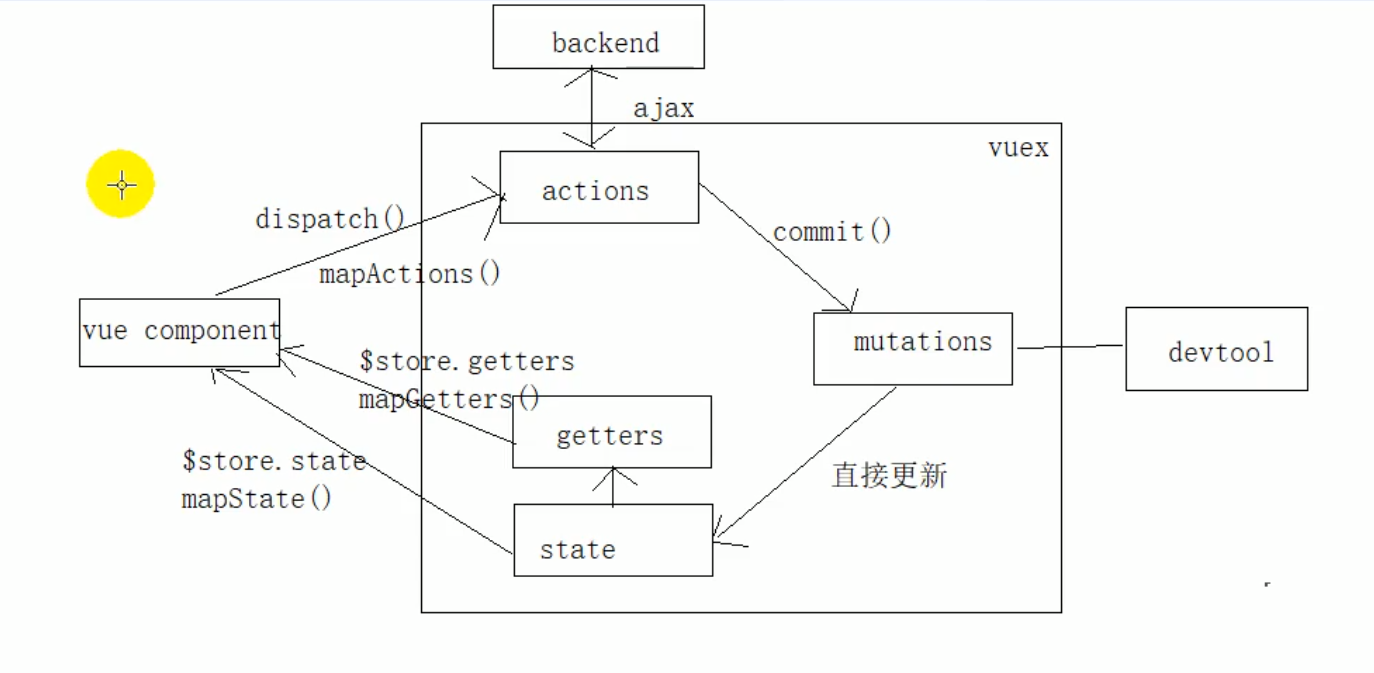 backend
ajax
vuex
actions
dispatch()
commit()
mapActions()
vue component
mutations
devtool
$store.getters
mapGetters()
getters
$store.state
mapState()
直接更新
state